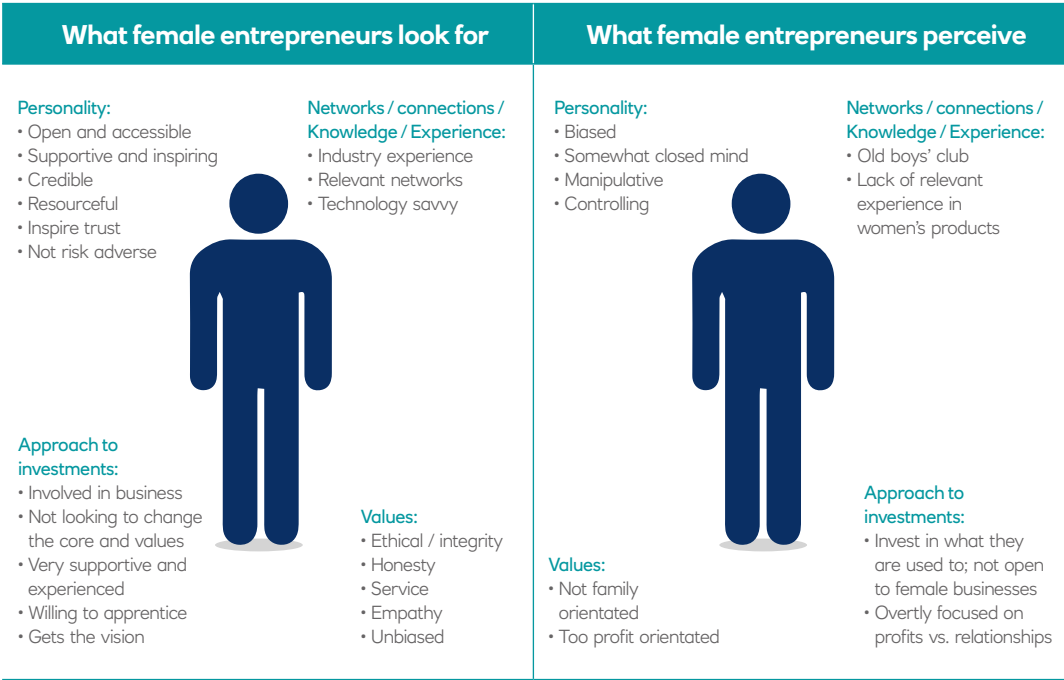 What female entrepreneurs look for
Personality:
• Open and accessible
• Supportive and inspiring
• Credible
• Resourceful
• Inspire trust
• Not risk adverse
Networks / connections /
Knowledge / Experience:
• Industry experience
• Relevant networks
• Technology savvy
Approach to
investments:
• Involved in business
• Not looking to change
the core and values
• Very supportive and
experienced
• Willing to apprentice
• Gets the vision
Values:
• Ethical / integrity
• Honesty
• Service
• Empathy
• Unbiased
What female entrepreneurs perceive
Personality:
• Biased
• Somewhat closed mind
• Manipulative
• Controlling
Networks / connections /
Knowledge / Experience:
• Old boys’ club
• Lack of relevant
experience in
women’s products
Values:
• Not family
orientated
• Too profit orientated
Approach to
investments:
• Invest in what they
are used to; not open
to female businesses
• Overtly focused on
profits vs. relationships